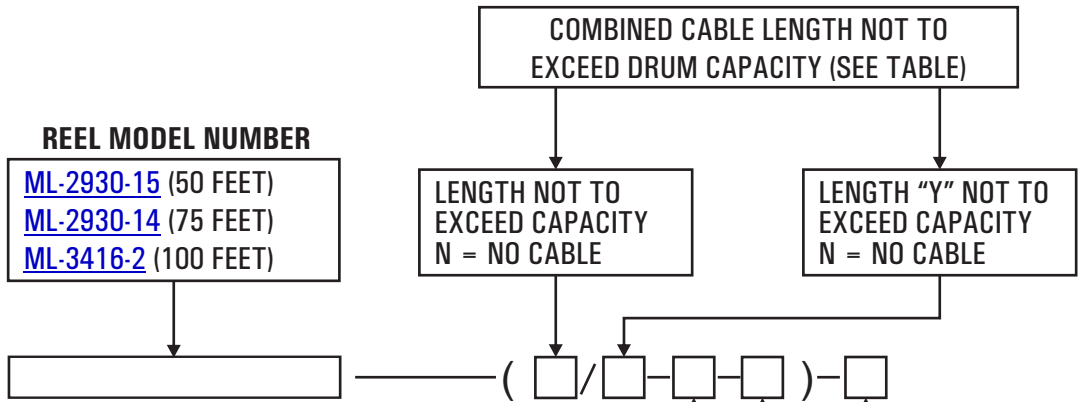 COMBINED CABLE LENGTH NOT TO
EXCEED DRUM CAPACITY (SEE TABLE)
REEL MODEL NUMBER
ML-2930-15 (50 FEET)
ML-2930-14 (75 FEET)
ML-3416-2 (100 FEET)
LENGTH NOT TO
EXCEED CAPACITY
N = NO CABLE
LENGTH “Y” NOT TO
EXCEED CAPACITY
N = NO CABLE
( / - - ) -